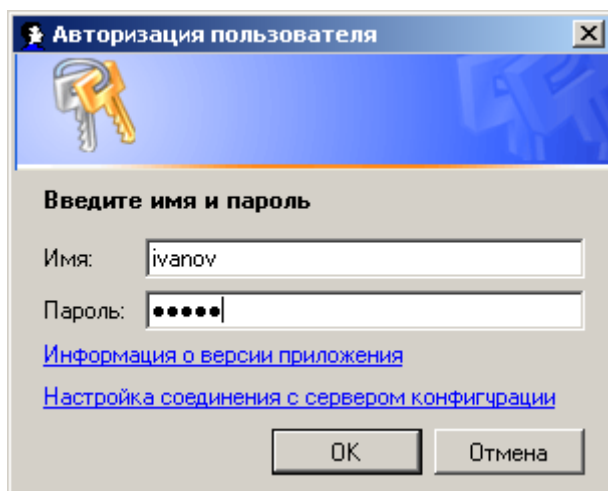 Авторизация пользователя
Введите имя и пароль
Имя: ivanov
Пароль: •••••
Информация о версии приложения
Настройка соединения с сервером конфигурации
OK Отмена